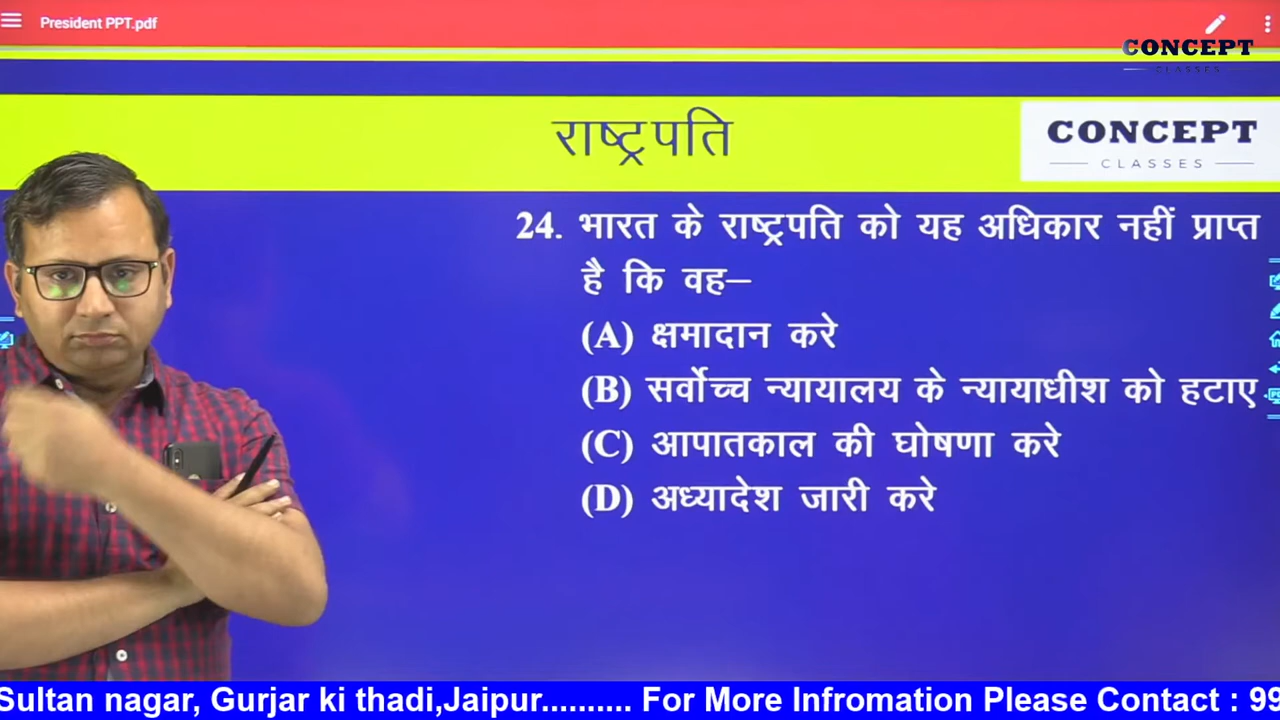 President PPT.pdf
CONCEPT
CLASSES
राष्ट्रपति
CONCEPT
CLASSES
24. भारत के राष्ट्रपति को यह अधिकार नहीं प्राप्त
है कि वह–
(A) क्षमादान करे
(B) सर्वोच्च न्यायालय के न्यायाधीश को हटाए
(C) आपातकाल की घोषणा करे
(D) अध्यादेश जारी करे
Sultan nagar, Gurjar ki thadi,Jaipur.......... For More Infromation Please Contact : 99